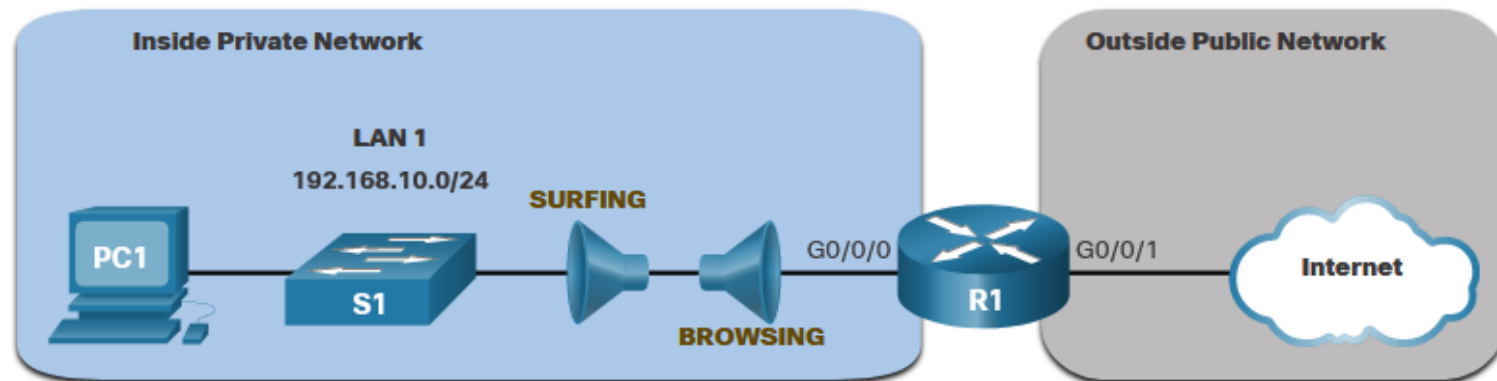 Inside Private Network
Outside Public Network
LAN 1
192.168.10.0/24
SURFING
PC1
S1
BROWSING
G0/0/0
R1
G0/0/1
Internet